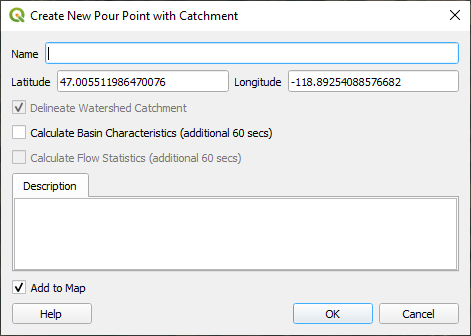 Create New Pour Point with Catchment
Name
Latitude 47.005511986470076 Longitude -118.89254088576682
Delineate Watershed Catchment
Calculate Basin Characteristics (additional 60 secs)
Calculate Flow Statistics (additional 60 secs)
Description
Add to Map
Help OK Cancel